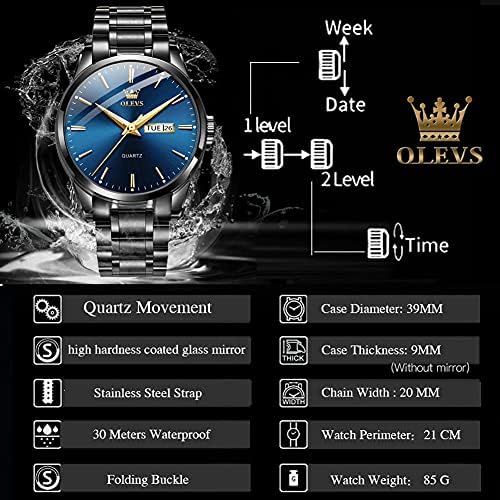 Week
Date
1 level
2 Level
Time
OLEVS
OLEVS
TUE 26
QUARTZ
Quartz Movement
high hardness coated glass mirror
Stainless Steel Strap
30 Meters Waterproof
Folding Buckle
Case Diameter: 39MM
THICK
Case Thickness: 9MM
(Without mirror)
WIDTH
Chain Width : 20 MM
Watch Perimeter: 21 CM
Watch Weight: 85 G
S
S